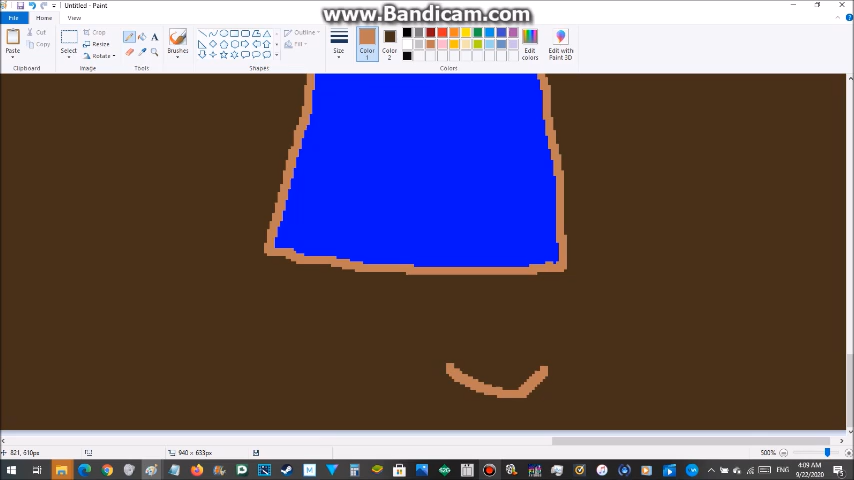 www.Bandicam.com
Untitled - Paint
File
Home
View
Paste
Cut
Copy
Clipboard
Select
Crop
Resize
Rotate
Image
Tools
Brushes
Shapes
Outline
Fill
Size
Color
1
Color
2
Edit
colors
Edit with
Paint 3D
Colors
821, 610px
940 × 633px
500%
ENG
4:09 AM
9/22/2020